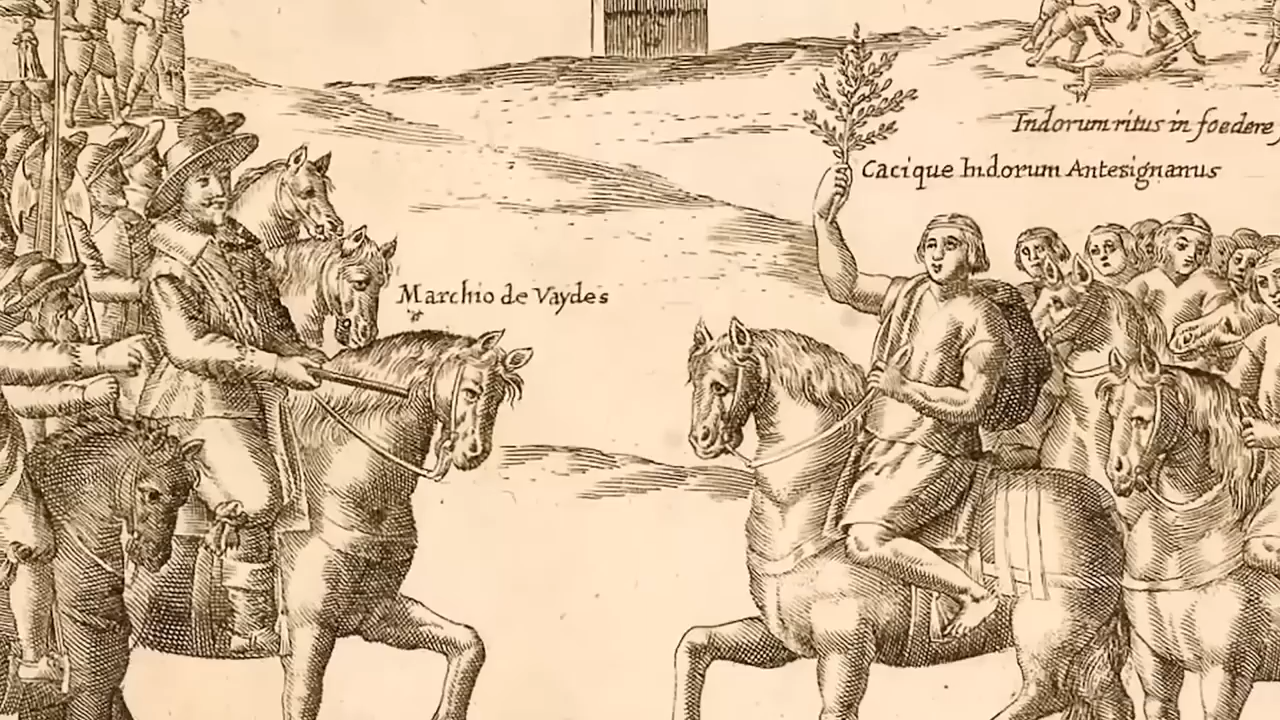 Indorum ritus in foedere
Cacique Indorum Antesignanus
Marchio de Vaydes